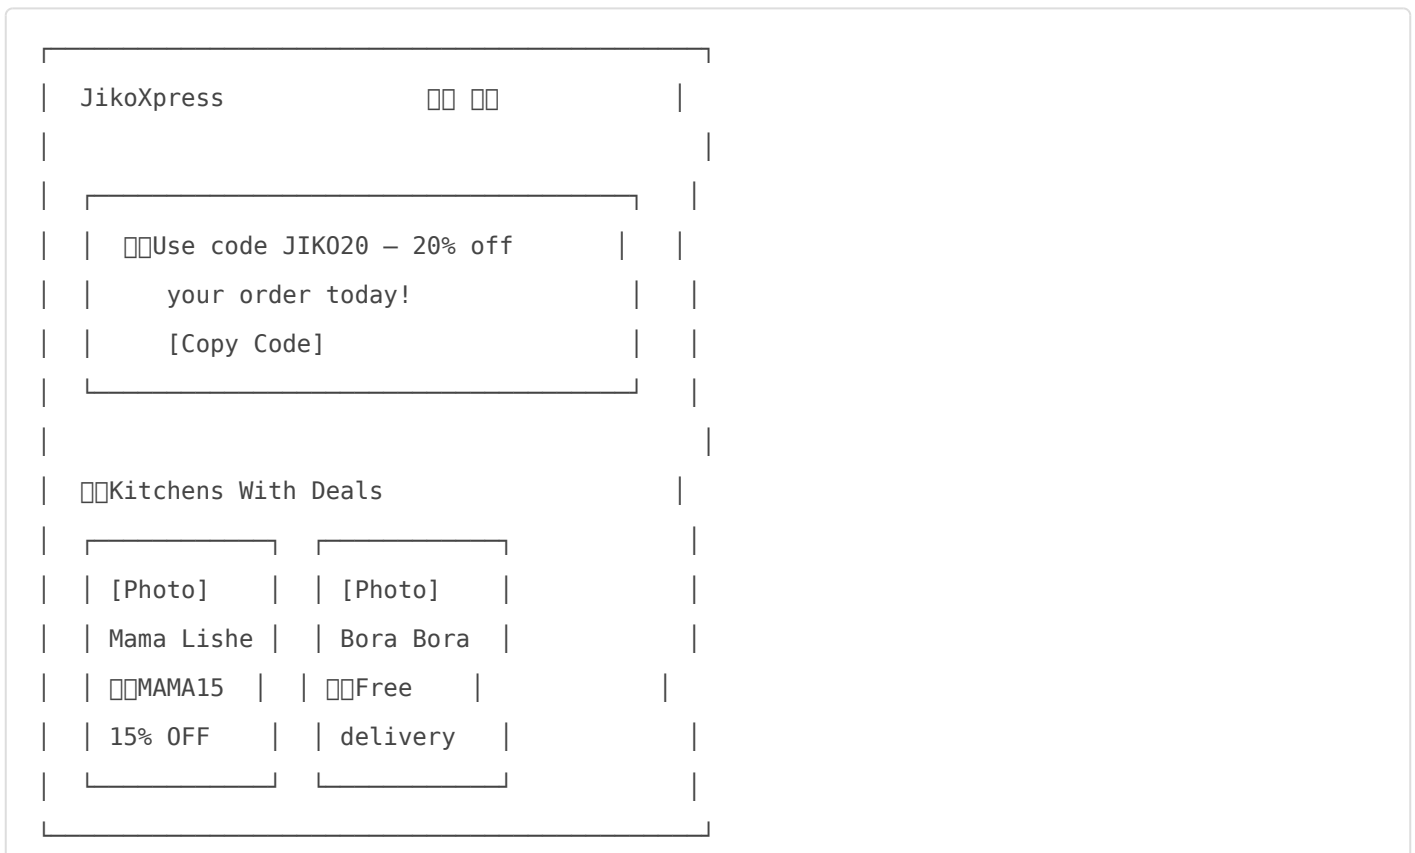 JikoXpress
Use code JIKO20 — 20% off
your order today!
[Copy Code]
Kitchens With Deals
[Photo] [Photo]
Mama Lishe Bora Bora
MAMA15 Free
15% OFF delivery